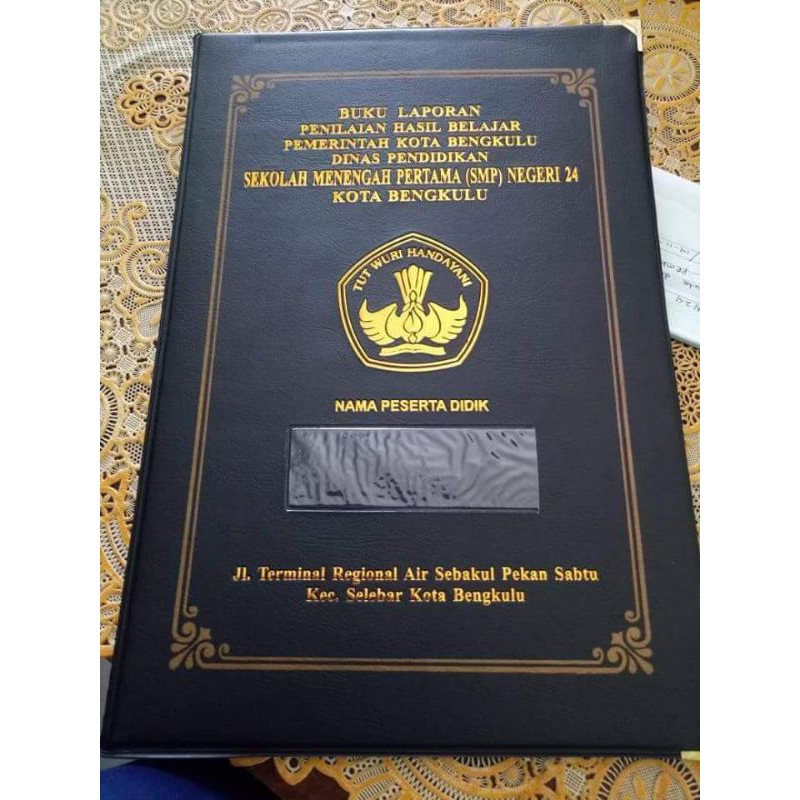 BUKU LAPORAN
PENILAIAN HASIL BELAJAR
PEMERINTAH KOTA BENGKULU
DINAS PENDIDIKAN
SEKOLAH MENENGAH PERTAMA (SMP) NEGERI 24
KOTA BENGKULU
TUT WURI HANDAYANI
NAMA PESERTA DIDIK
Jl. Terminal Regional Air Sebakul Pekan Sabtu
Kec. Selebar Kota Bengkulu